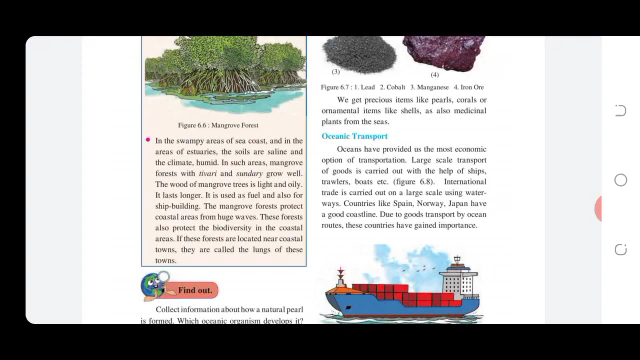 Figure 6.6 : Mangrove Forest
In the swampy areas of sea coast, and in the
areas of estuaries, the soils are saline and
the climate, humid. In such areas, mangrove
forests with tivari and sundary grow well.
The wood of mangrove trees is light and oily.
It lasts longer. It is used as fuel and also for
ship-building. The mangrove forests protect
coastal areas from huge waves. These forests
also protect the biodiversity in the coastal
areas. If these forests are located near coastal
towns, they are called the lungs of these
towns.
Find out.
Collect information about how a natural pearl
is formed. Which oceanic organism develops it?
(3)
(4)
Figure 6.7 : 1. Lead 2. Cobalt 3. Manganese 4. Iron Ore
We get precious items like pearls, corals or
ornamental items like shells, as also medicinal
plants from the seas.
Oceanic Transport
Oceans have provided us the most economic
option of transportation. Large scale transport
of goods is carried out with the help of ships,
trawlers, boats etc. (figure 6.8). International
trade is carried out on a large scale using water-
ways. Countries like Spain, Norway, Japan have
a good coastline. Due to goods transport by ocean
routes, these countries have gained importance.